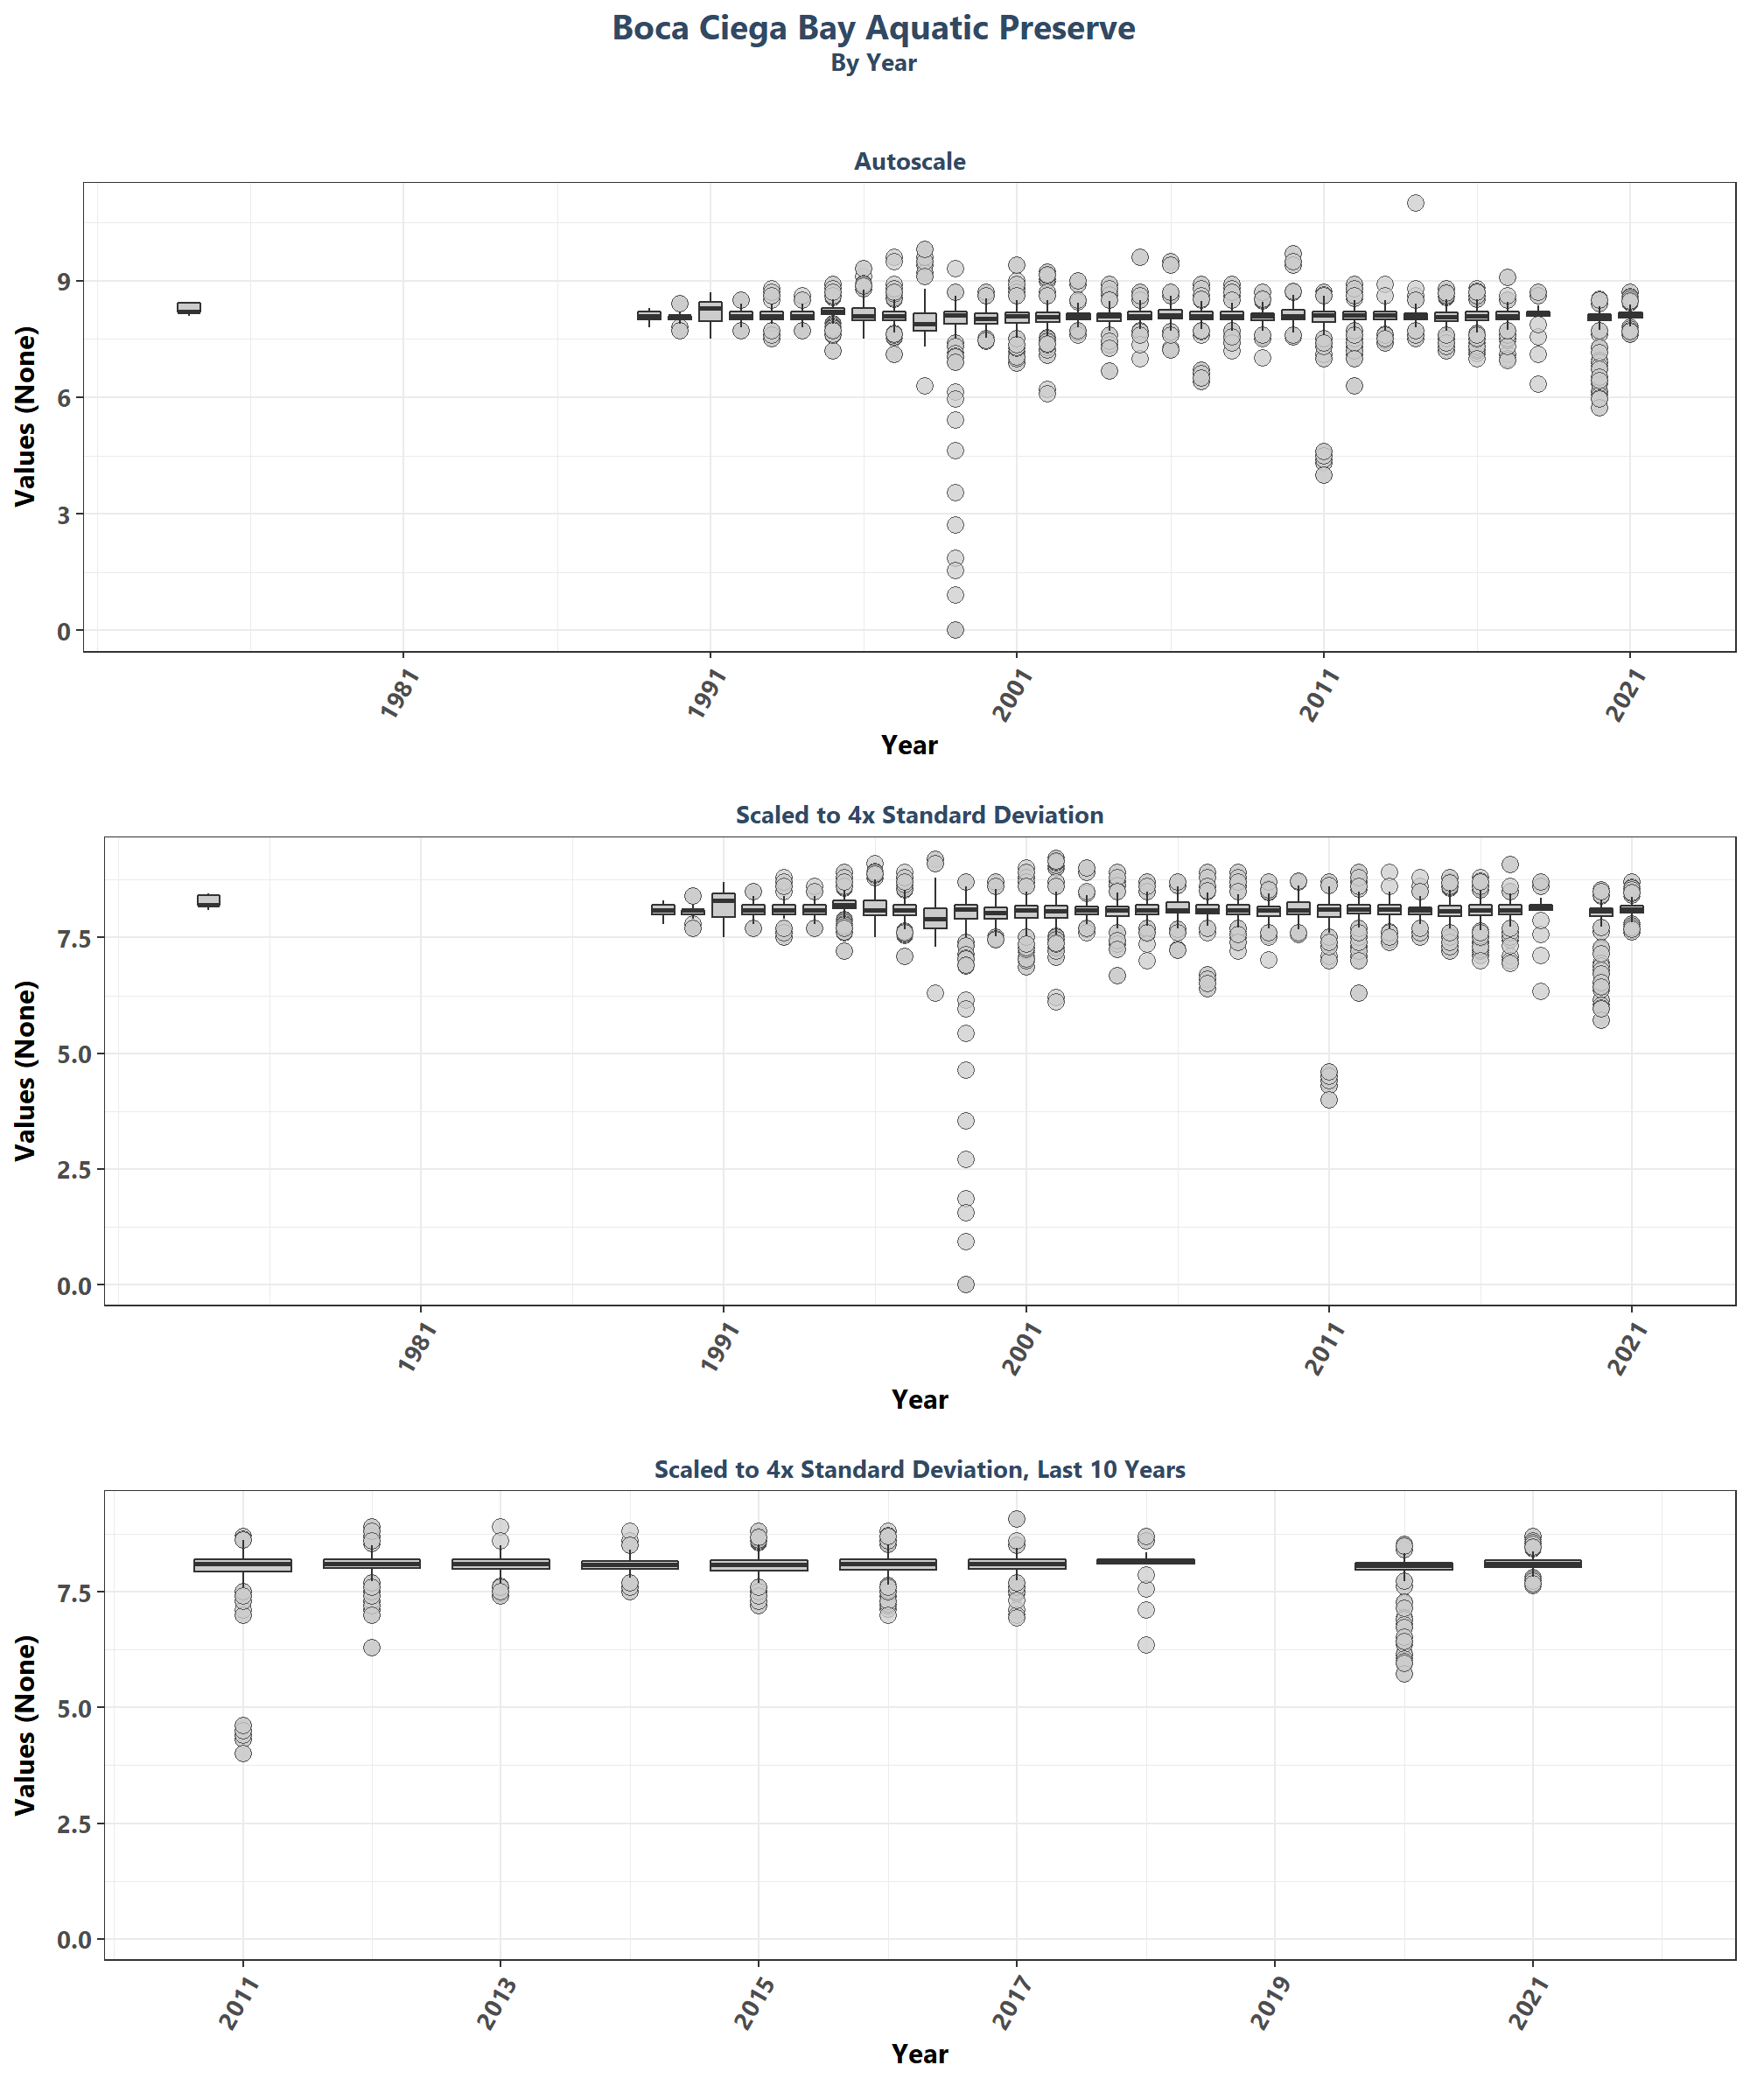 Boca Ciega Bay Aquatic Preserve
By Year
Autoscale
Values (None)
9
6
3
0
1981
1991
2001
2011
2021
Year
Scaled to 4x Standard Deviation
Values (None)
7.5
5.0
2.5
0.0
1981
1991
2001
2011
2021
Year
Scaled to 4x Standard Deviation, Last 10 Years
Values (None)
7.5
5.0
2.5
0.0
2011
2013
2015
2017
2019
2021
Year